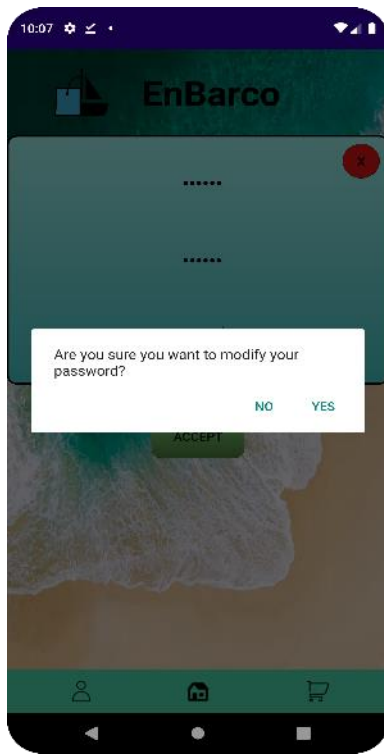 10:07
EnBarco
X
••••••
••••••
Are you sure you want to modify your
password?
NO YES
ACCEPT